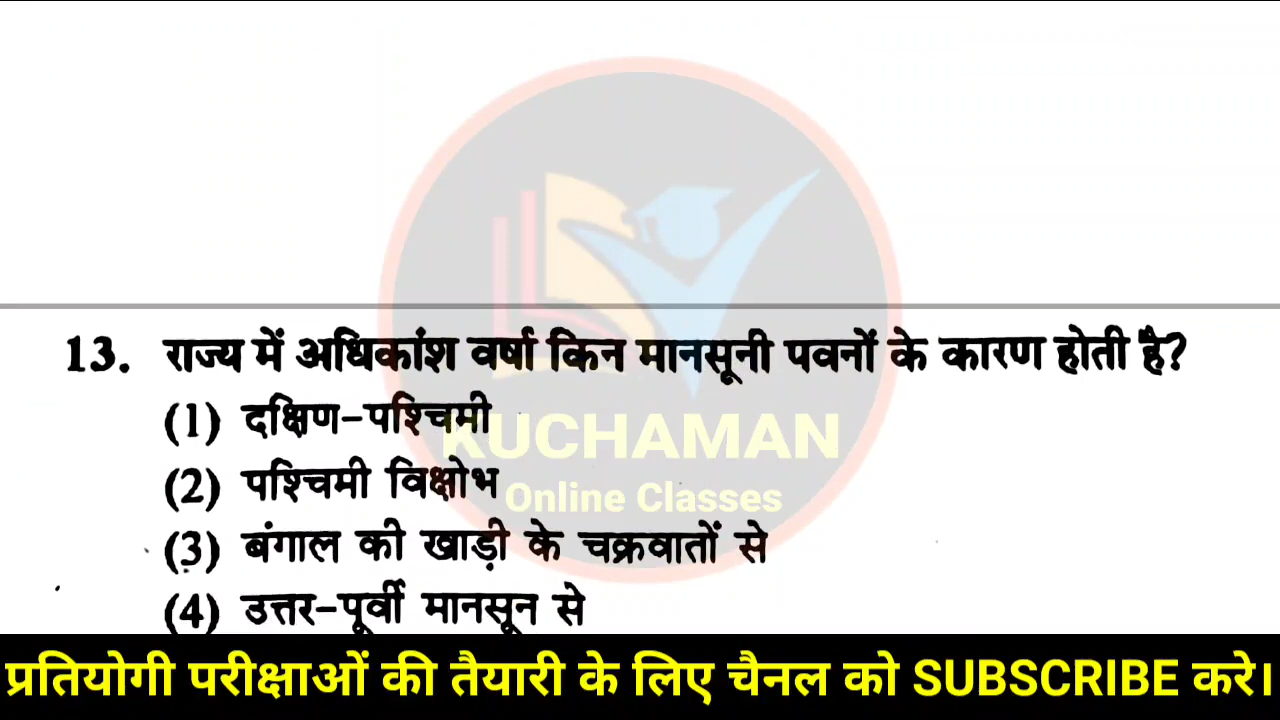 13. राज्य में अधिकांश वर्षा किन मानसूनी पवनों के कारण होती है?
(1) दक्षिण-पश्चिमी
KUCHAMAN
(2) पश्चिमी विक्षोभ
Online Classes
(3) बंगाल की खाड़ी के चक्रवातों से
(4) उत्तर-पूर्वी मानसून से
प्रतियोगी परीक्षाओं की तैयारी के लिए चैनल को SUBSCRIBE करे।